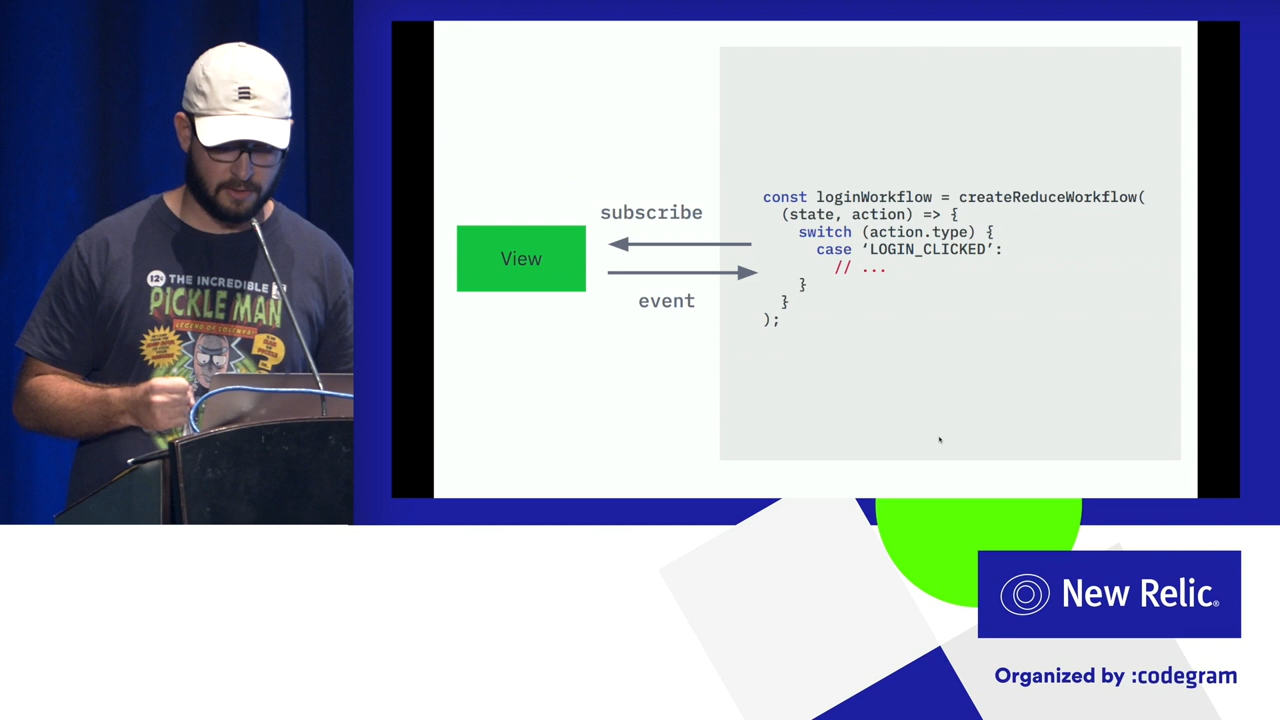 subscribe
View
event
const loginWorkflow = createReduceWorkflow(
(state, action) => {
switch (action.type) {
case ‘LOGIN_CLICKED’:
// ...
}
}
);
THE INCREDIBLE
PICKLE MAN
New Relic®
Organized by :codegram